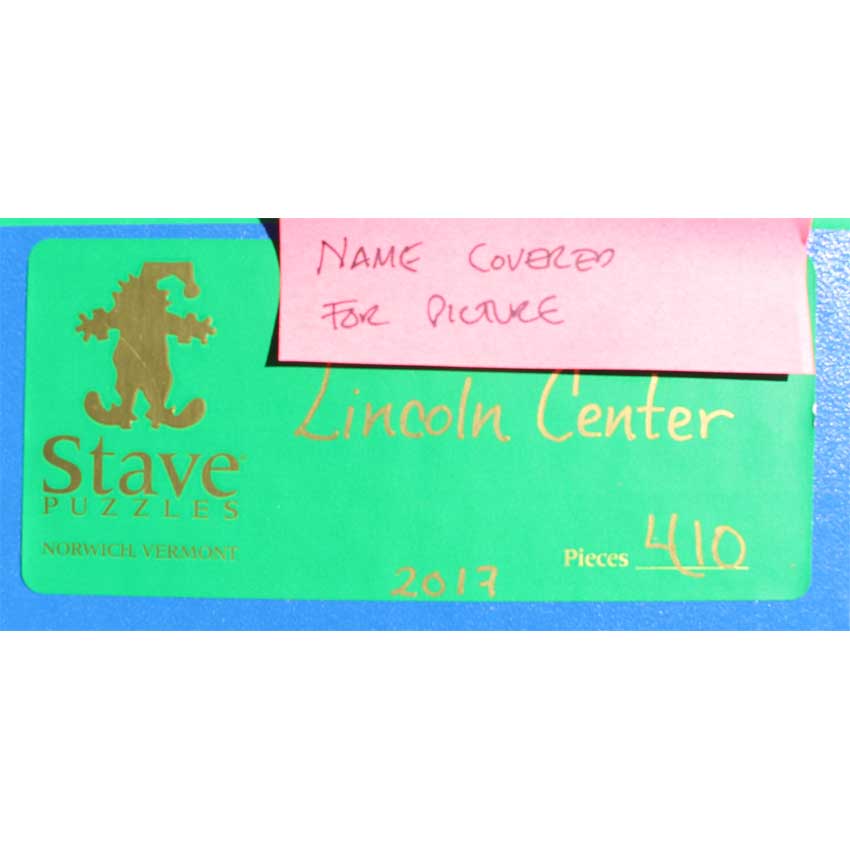 NAME COVERED
FOR PICTURE
Lincoln Center
Stave
PUZZLES
NORWICH, VERMONT
Pieces 410
2017